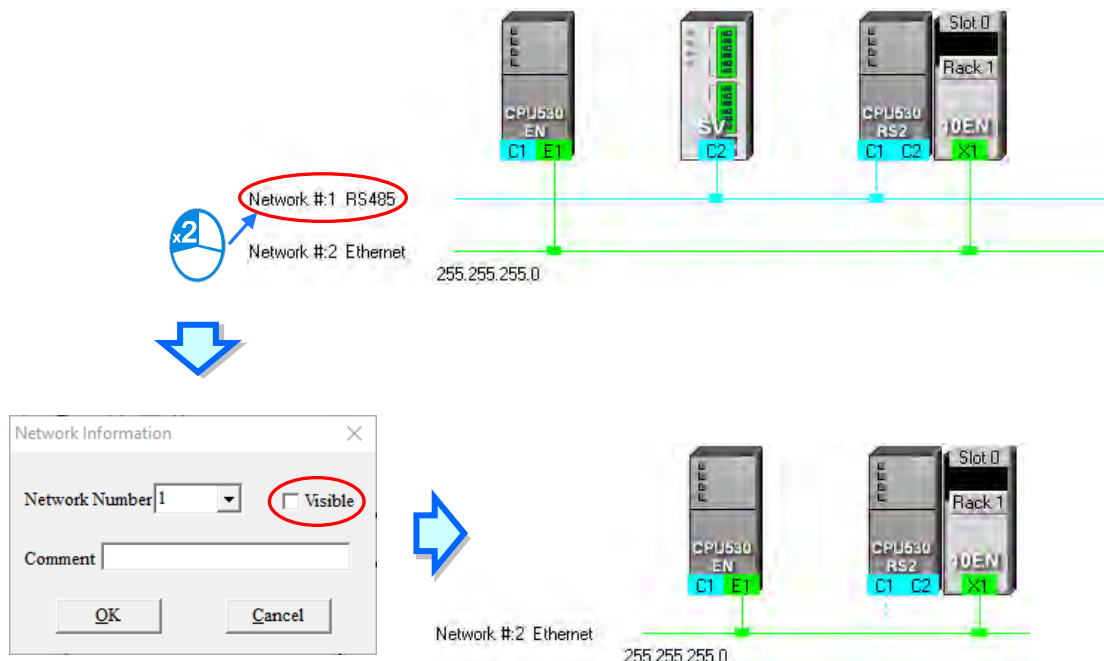 Slot 0
Rack 1
CPU530
EN
C1 E1
SV
C2
CPU530
RS2
C1 C2
10EN
X1
Network #:1 RS485
x2
Network #:2 Ethernet
255.255.255.0
Network Information
Network Number 1
Visible
Comment
OK
Cancel
Slot 0
Rack 1
CPU530
EN
C1 E1
CPU530
RS2
C1 C2
10EN
X1
Network #:2 Ethernet
255.255.255.0